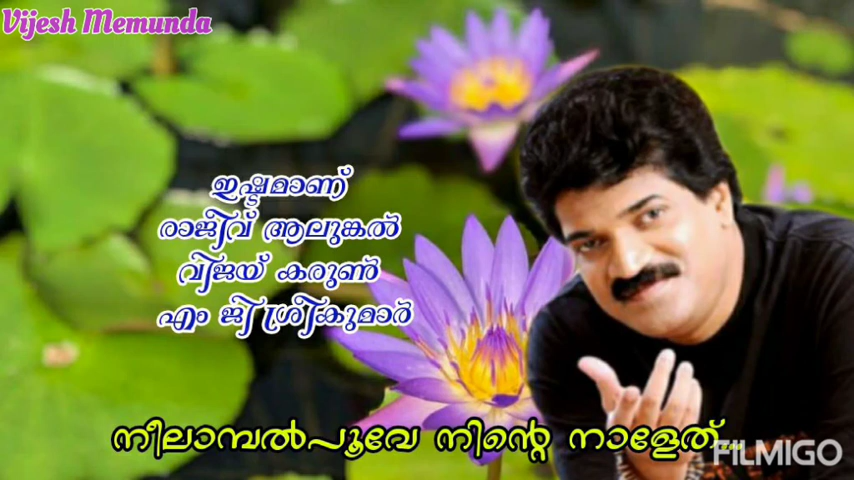 Vijesh Memunda
ഇഷ്ടമാണ്
രാജീവ് ആലുങ്കൽ
വിജയ് കരുൺ
എം ജി ശ്രീകുമാർ
നീലാമ്പൽപൂവേ നിന്റെ നാളേത്...
FILMIGO